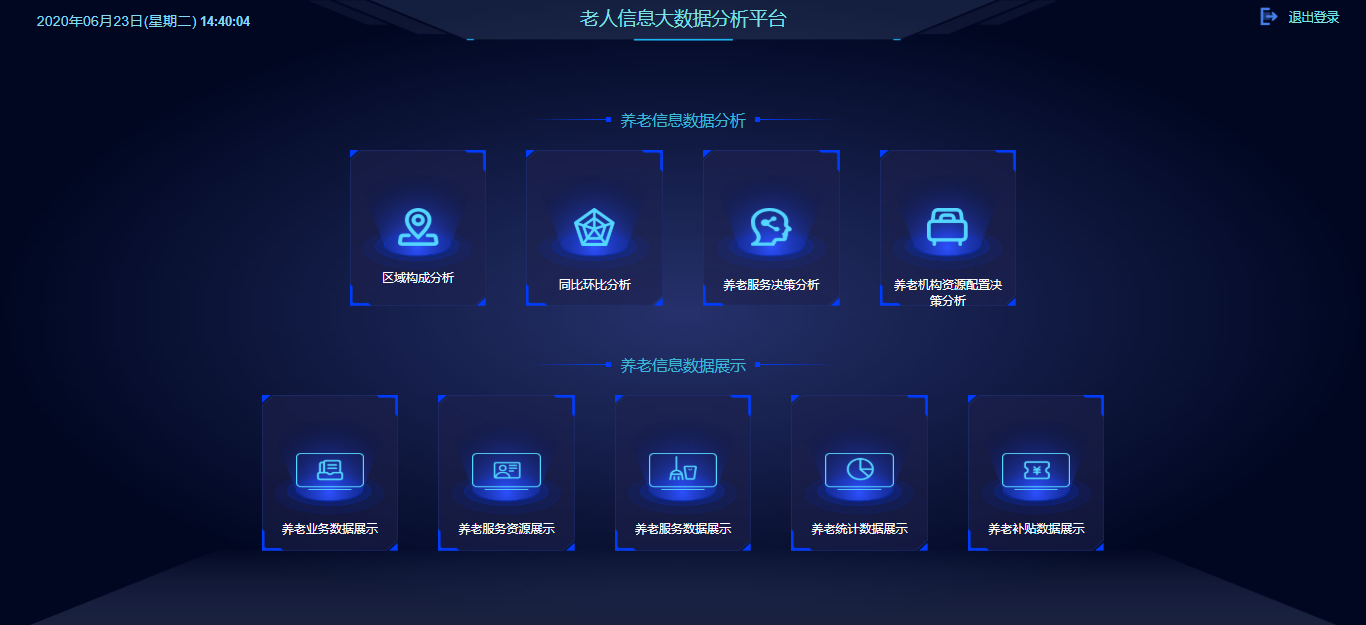 2020年06月23日(星期二) 14:40:04
老人信息大数据分析平台
退出登录
养老信息数据分析
区域构成分析
同比环比分析
养老服务决策分析
养老机构资源配置决
策分析
养老信息数据展示
养老业务数据展示
养老服务资源展示
养老服务数据展示
养老统计数据展示
¥
养老补贴数据展示